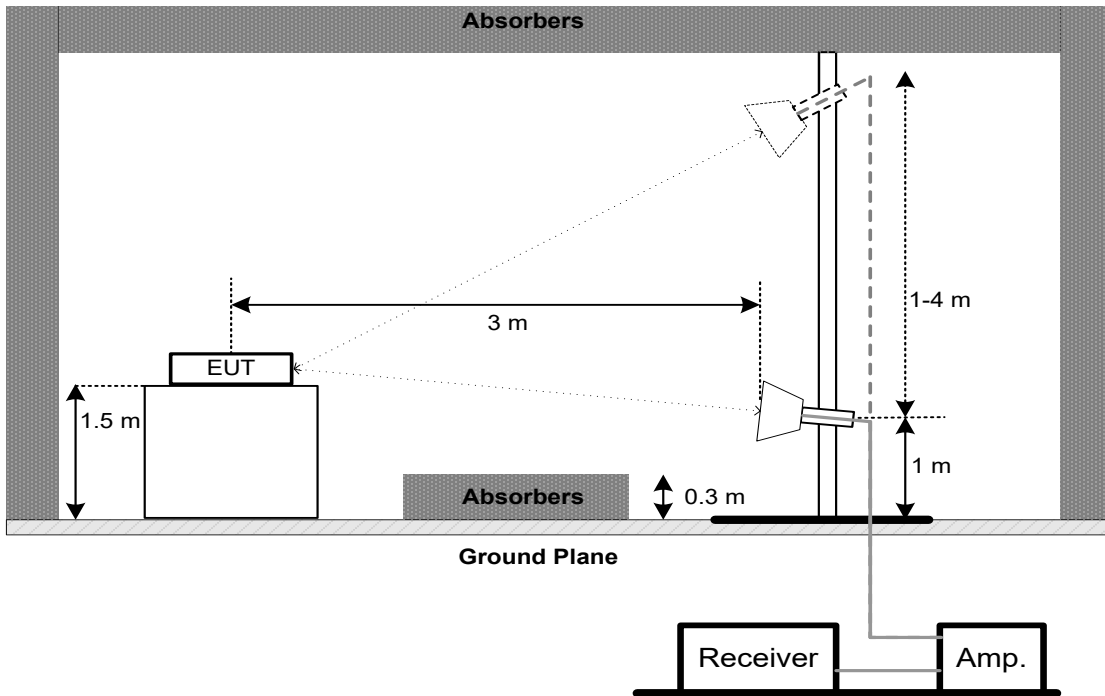 Absorbers
1-4 m
3 m
EUT
1.5 m
1 m
Absorbers
0.3 m
Ground Plane
Receiver
Amp.